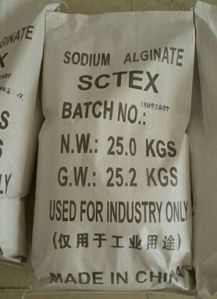 SODIUM ALGINATE
SCTEX
BATCH NO.:
N.W.: 25.0 KGS
G.W.: 25.2 KGS
USED FOR INDUSTRY ONLY
(仅用于工业用途)
MADE IN CHINA